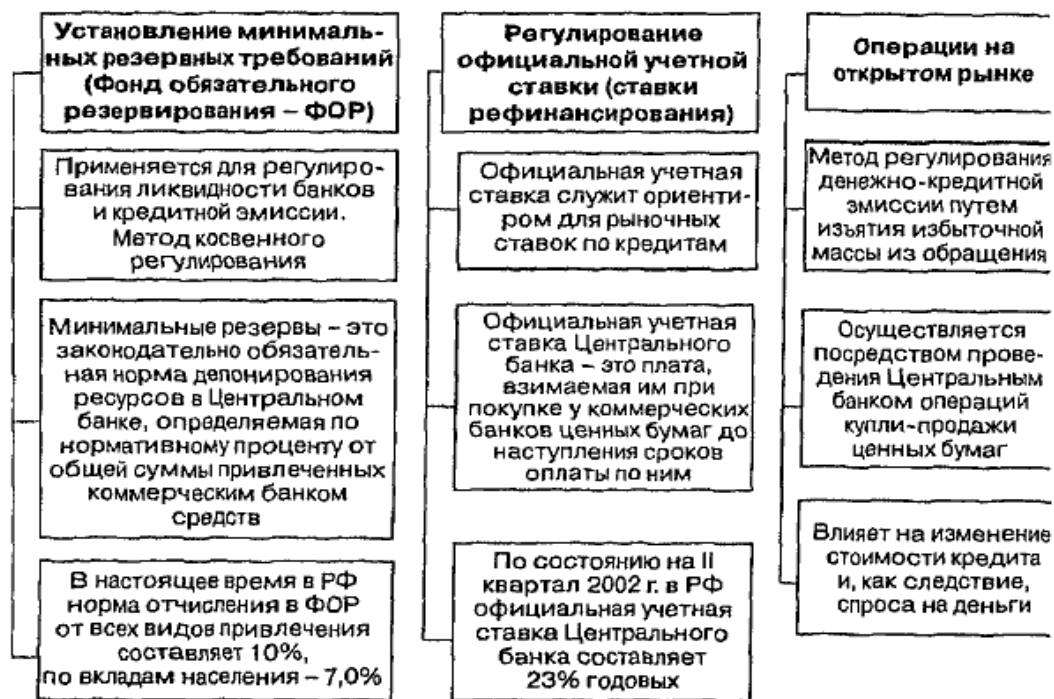 Установление минималь-
ных резервных требований
(Фонд обязательного
резервирования – ФОР)
Применяется для регулиро-
вания ликвидности банков
и кредитной эмиссии.
Метод косвенного
регулирования
Минимальные резервы – это
законодательно обязатель-
ная норма депонирования
ресурсов в Центральном
банке, определяемая по
нормативному проценту от
общей суммы привлеченных
коммерческим банком
средств
В настоящее время в РФ
норма отчисления в ФОР
от всех видов привлечения
составляет 10%,
по вкладам населения – 7,0%
Регулирование
официальной учетной
ставки (ставки
рефинансирования)
Официальная учетная
ставка служит ориенти-
ром для рыночных
ставок по кредитам
Официальная учетная
ставка Центрального
банка – это плата,
взимаемая им при
покупке у коммерческих
банков ценных бумаг до
наступления сроков
оплаты по ним
По состоянию на II
квартал 2002 г. в РФ
официальная учетная
ставка Центрального
банка составляет
23% годовых
Операции на
открытом рынке
Метод регулирования
денежно-кредитной
эмиссии путем
изъятия избыточной
массы из обращения
Осуществляется
посредством прове-
дения Центральным
банком операций
купли-продажи
ценных бумаг
Влияет на изменение
стоимости кредита
и, как следствие,
спроса на деньги